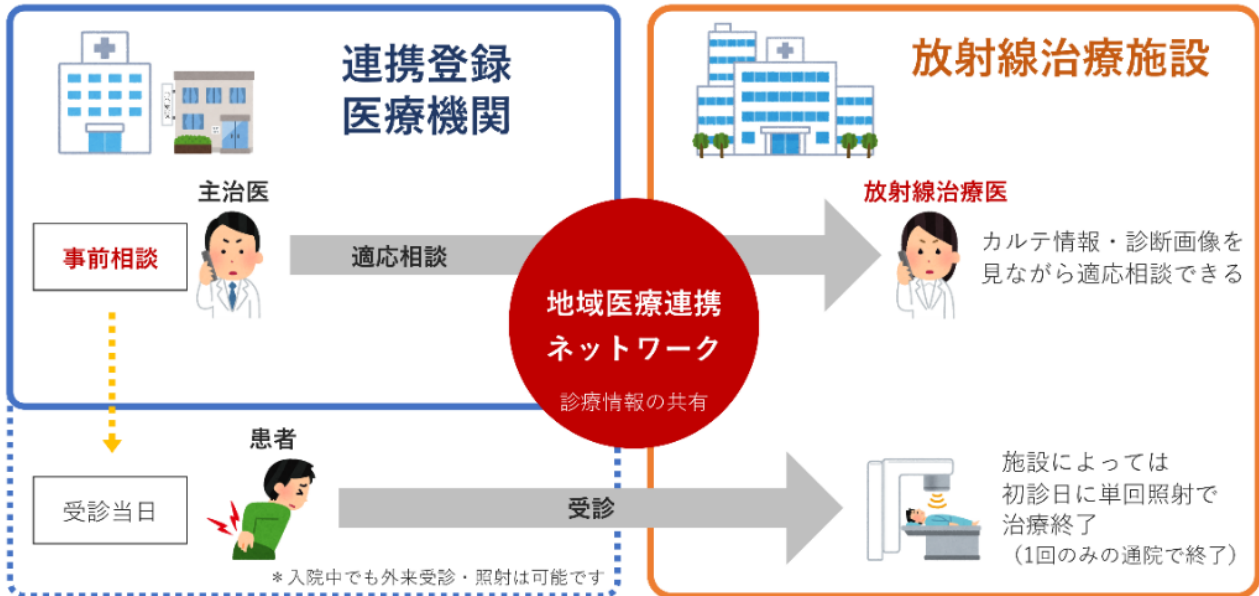 連携登録
医療機関
放射線治療施設
主治医
事前相談
適応相談
放射線治療医
カルテ情報・診断画像を
見ながら適応相談できる
地域医療連携
ネットワーク
診療情報の共有
患者
受診当日
受診
施設によっては
初診日に単回照射で
治療終了
(1回のみの通院で終了)
*入院中でも外来受診・照射は可能です